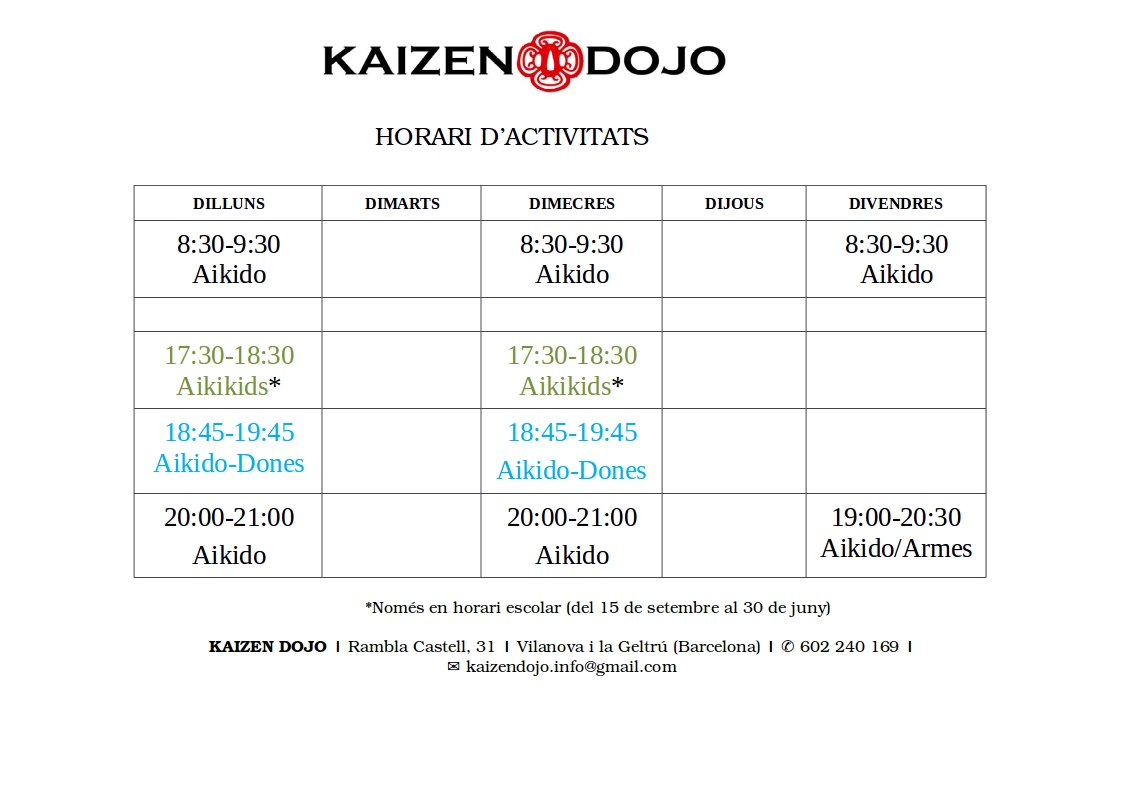 KAIZEN DOJO
HORARI D’ACTIVITATS
DILLUNS DIMARTS DIMECRES DIJOUS DIVENDRES
8:30-9:30 8:30-9:30 8:30-9:30
Aikido Aikido Aikido
17:30-18:30 17:30-18:30
Aikikids* Aikikids*
18:45-19:45 18:45-19:45
Aikido-Dones Aikido-Dones
20:00-21:00 20:00-21:00 19:00-20:30
Aikido Aikido Aikido/Armes
*Només en horari escolar (del 15 de setembre al 30 de juny)
KAIZEN DOJO I Rambla Castell, 31 I Vilanova i la Geltrú (Barcelona) I ✆ 602 240 169 I
✉ kaizendojo.info@gmail.com